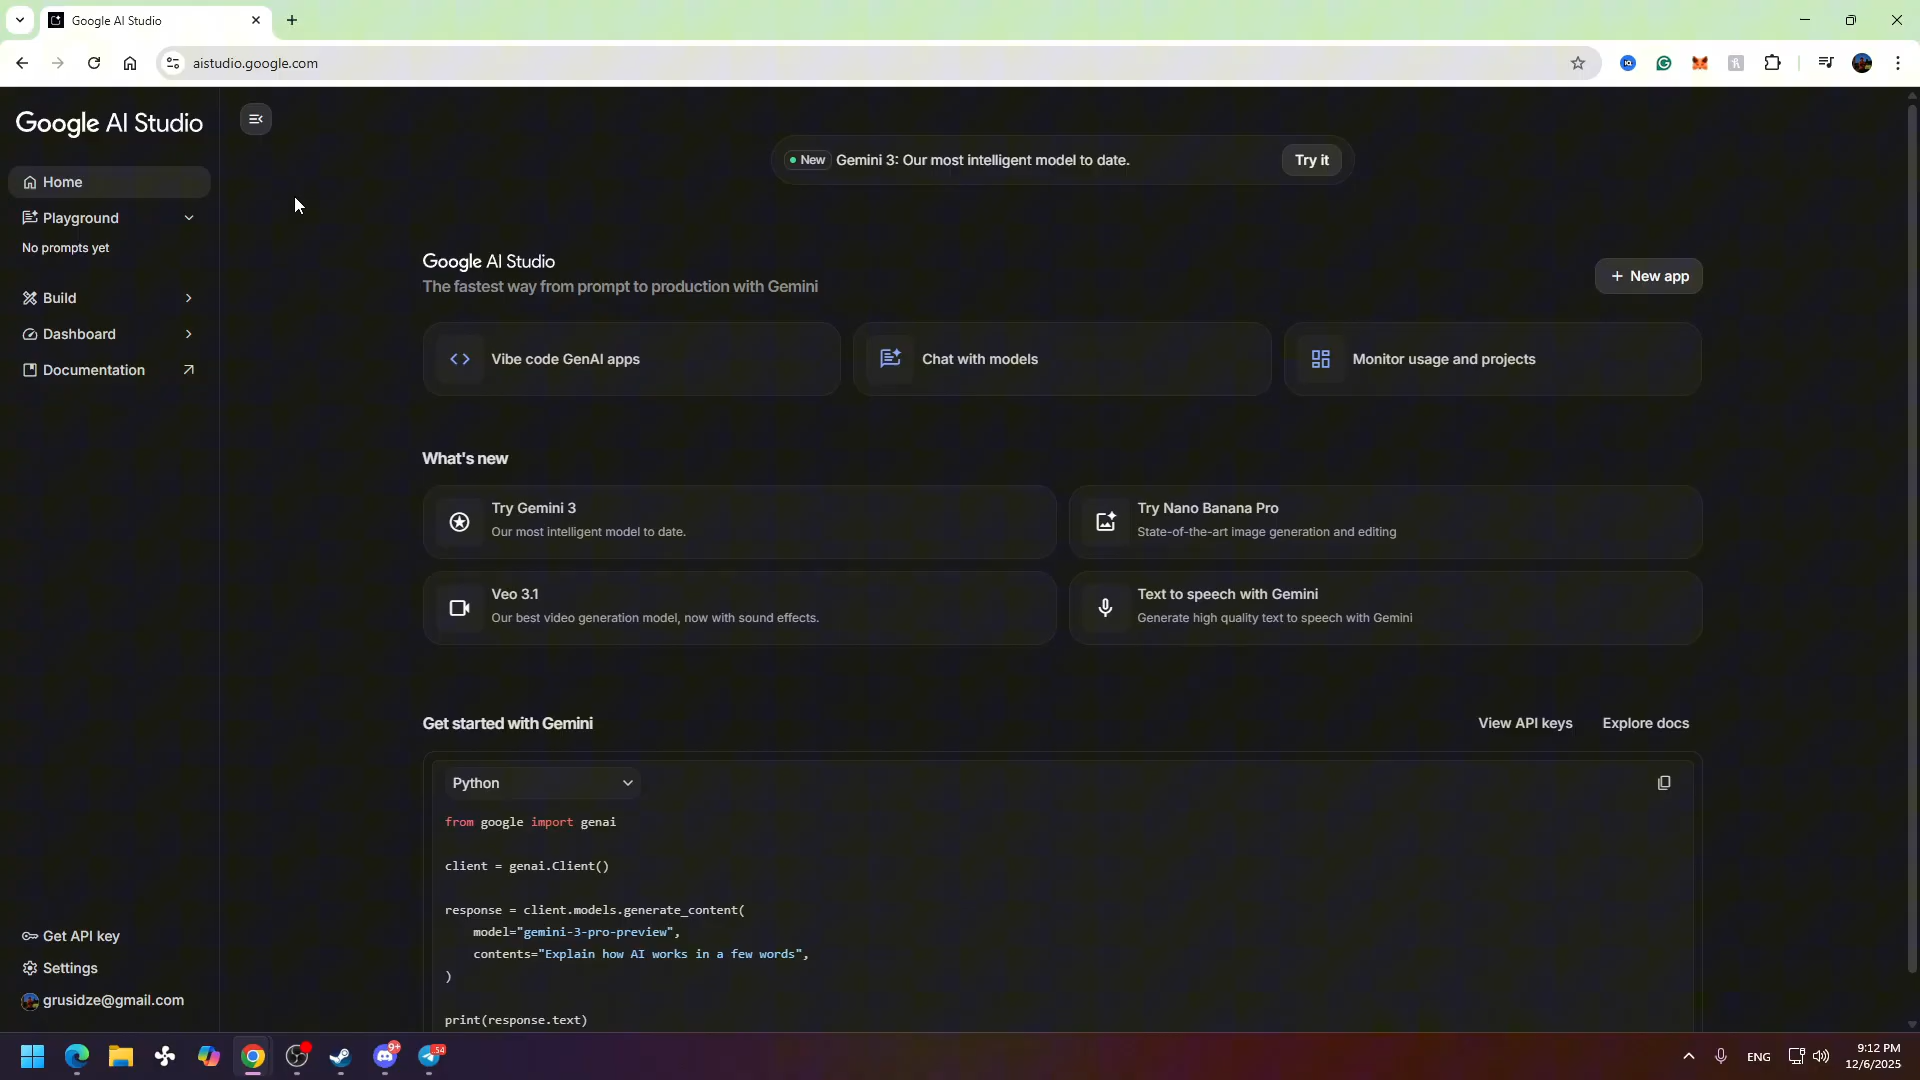 Google AI Studio
aistudio.google.com
Google AI Studio
New Gemini 3: Our most intelligent model to date. Try it
Home
Playground
No prompts yet
Build
Dashboard
Documentation
Google AI Studio
The fastest way from prompt to production with Gemini
New app
Vibe code GenAI apps
Chat with models
Monitor usage and projects
What's new
Try Gemini 3
Our most intelligent model to date.
Try Nano Banana Pro
State-of-the-art image generation and editing
Veo 3.1
Our best video generation model, now with sound effects.
Text to speech with Gemini
Generate high quality text to speech with Gemini
Get started with Gemini
View API keys
Explore docs
Python
from google import genai
client = genai.Client()
response = client.models.generate_content(
model="gemini-3-pro-preview",
contents="Explain how AI works in a few words",
)
print(response.text)
Get API key
Settings
grusidze@gmail.com
9+
54
ENG
9:12 PM
12/6/2025